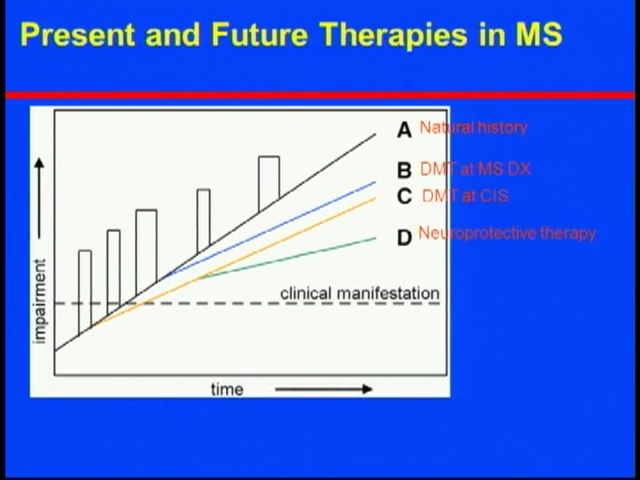 Present and Future Therapies in MS
A Natural history
B DMT at MS DX
C DMT at CIS
D Neuroprotective therapy
clinical manifestation
impairment
time